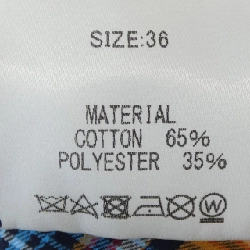 SIZE:36
MATERIAL
COTTON 65%
POLYESTER 35%
W